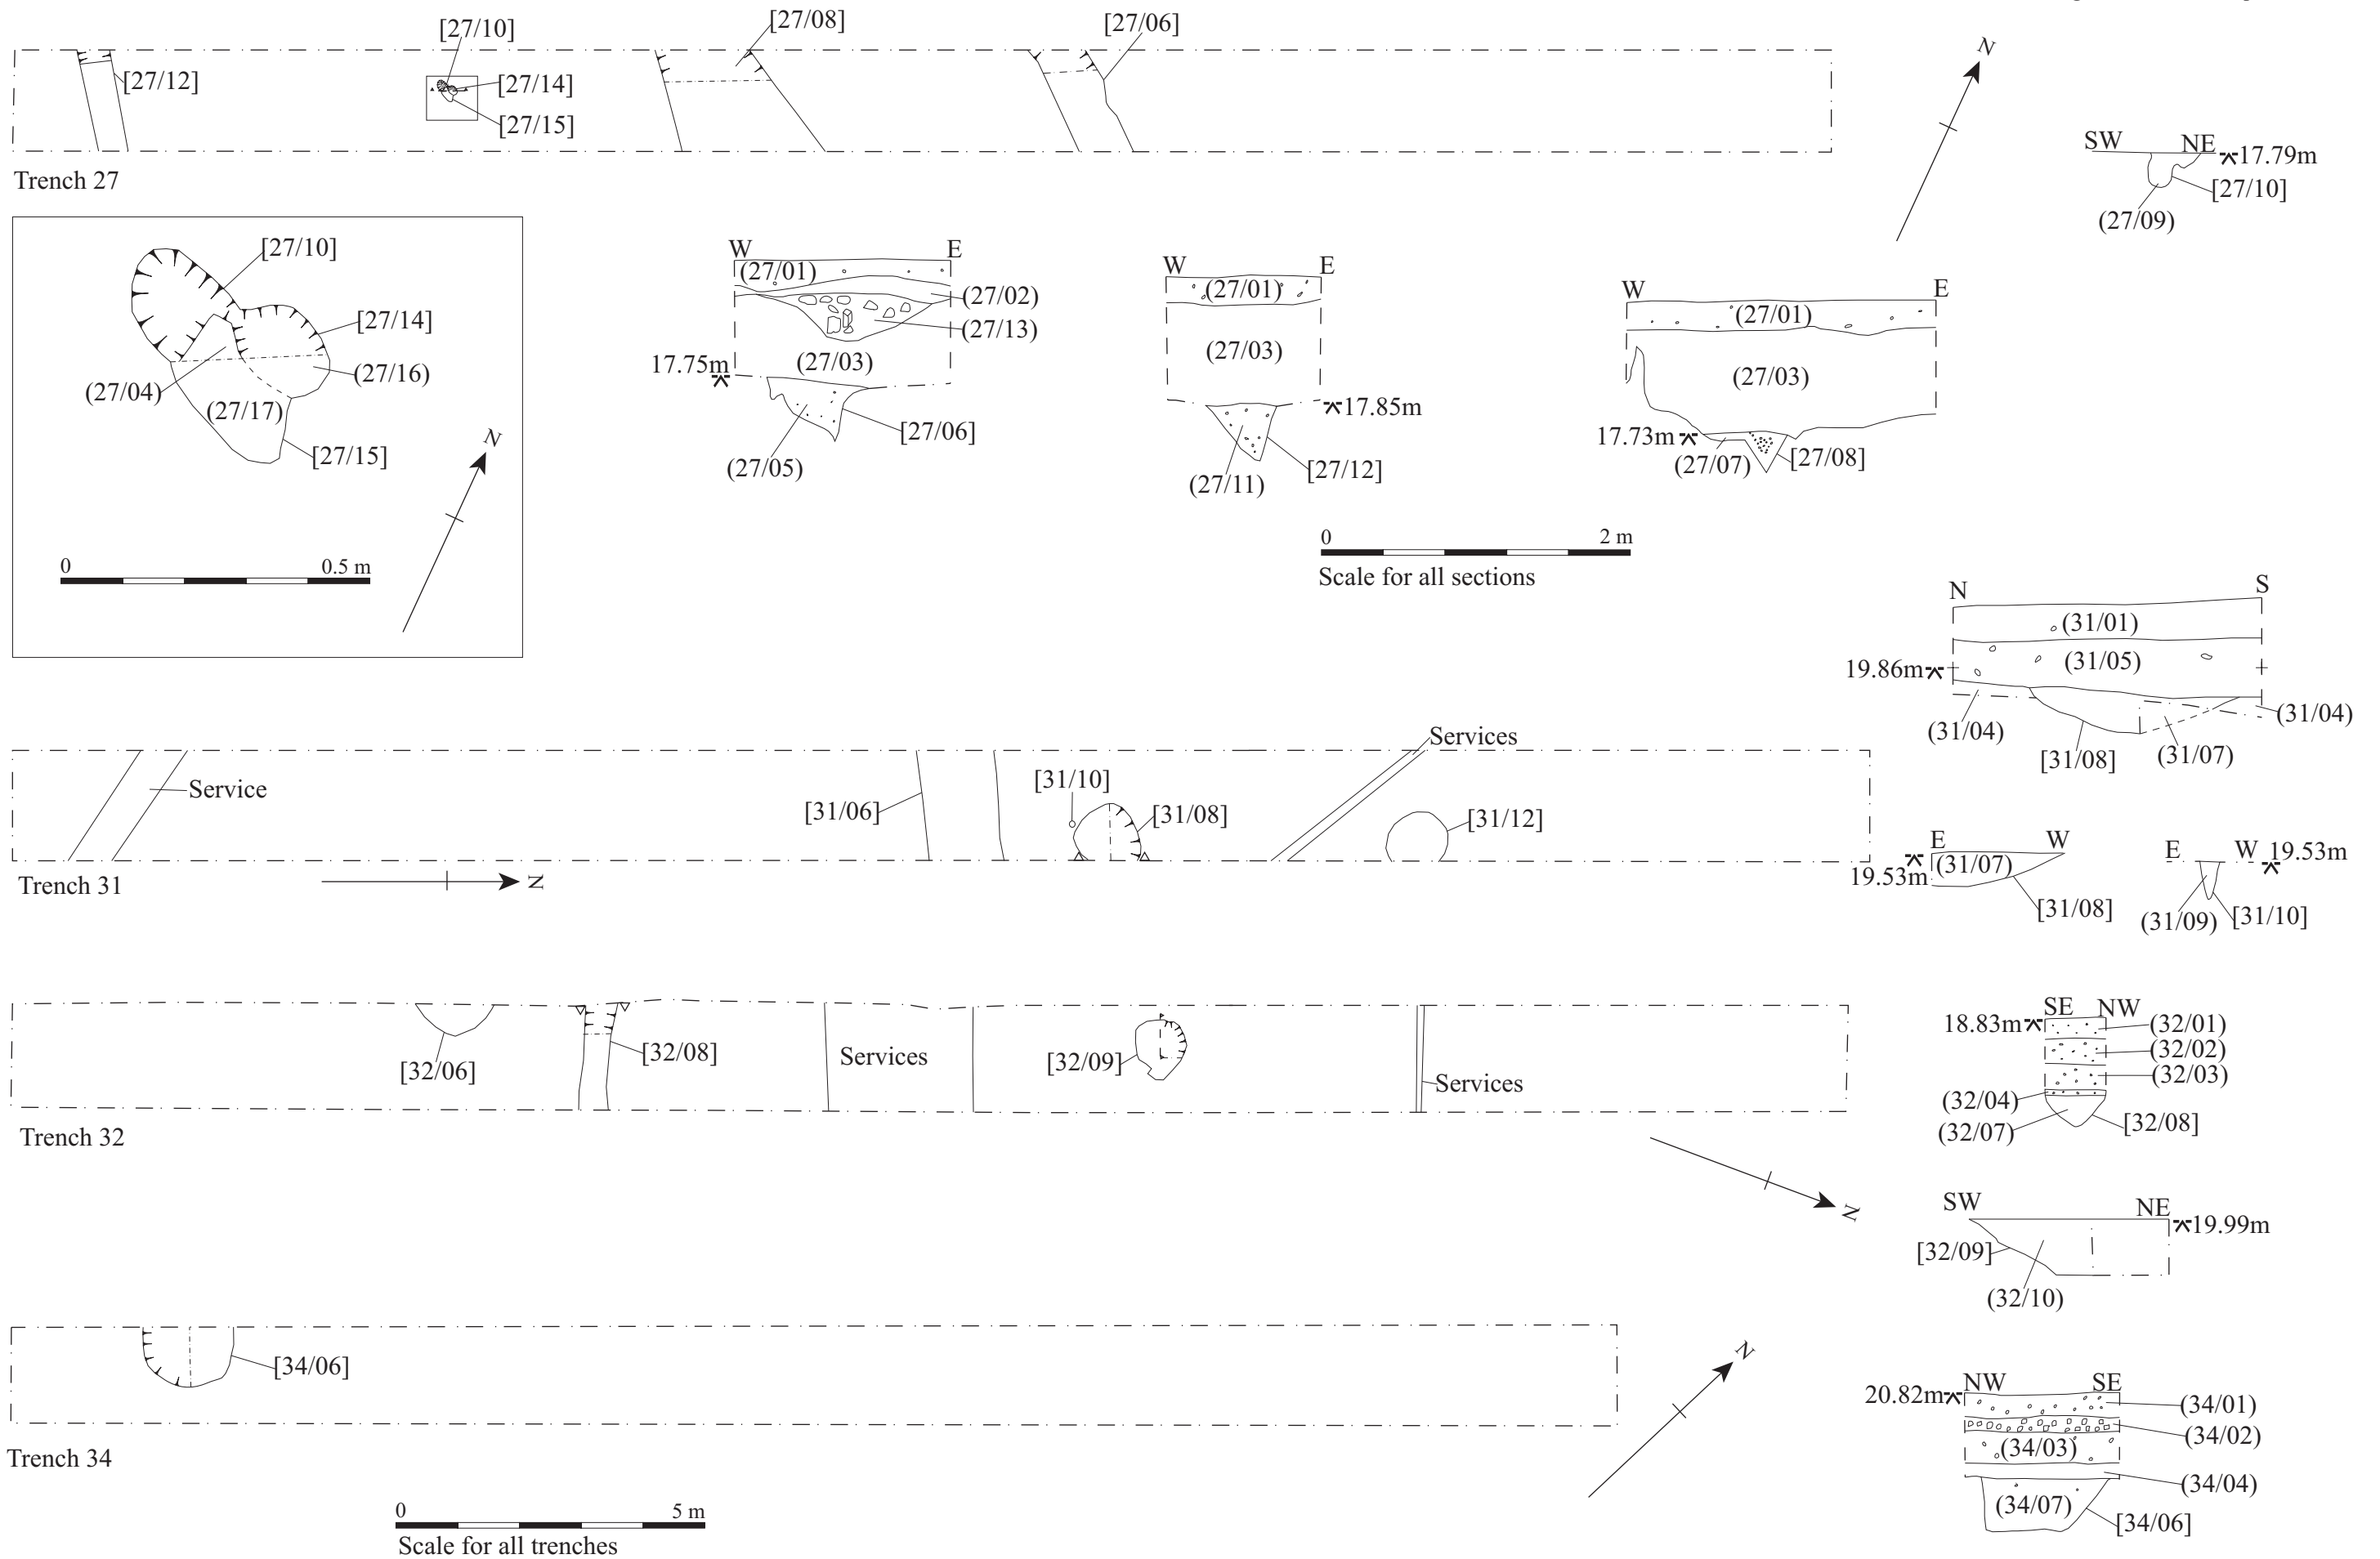 [27/10]
[27/08]
[27/06]
[27/12]
[27/14]
[27/15]
N
Trench 27
SW NE
17.79m
[27/10]
(27/09)
[27/10]
[27/14]
(27/16)
(27/04)
(27/17)
[27/15]
N
0 0.5 m
W E
(27/01)
(27/02)
(27/13)
(27/03)
17.75m
[27/06]
(27/05)
W E
(27/01)
(27/03)
17.85m
[27/12]
(27/11)
W E
(27/01)
(27/03)
17.73m
(27/07)
[27/08]
0 2 m
Scale for all sections
N S
(31/01)
(31/05)
19.86m
(31/04)
(31/04)
[31/08]
(31/07)
Service
[31/06]
[31/10]
[31/08]
Services
[31/12]
Trench 31
N
E W
(31/07)
19.53m
[31/08]
E W 19.53m
(31/09)
[31/10]
[32/06]
[32/08]
Services
[32/09]
Services
Trench 32
N
SE NW
18.83m
(32/01)
(32/02)
(32/03)
(32/04)
(32/07)
[32/08]
SW NE
19.99m
[32/09]
(32/10)
[34/06]
Trench 34
N
NW SE
20.82m
(34/01)
(34/02)
(34/03)
(34/04)
(34/07)
[34/06]
0 5 m
Scale for all trenches